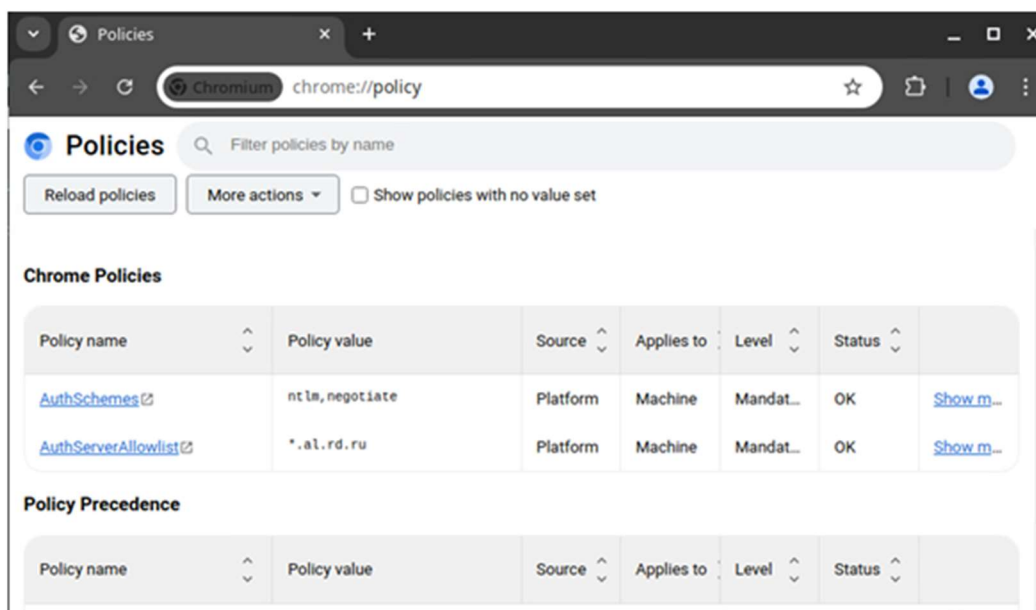 Policies
Chromium chrome://policy
Policies Filter policies by name
Reload policies More actions Show policies with no value set
Chrome Policies
Policy name Policy value Source Applies to Level Status
AuthSchemes ntlm,negotiate Platform Machine Mandat... OK Show m...
AuthServerAllowlist *.al.rd.ru Platform Machine Mandat... OK Show m...
Policy Precedence
Policy name Policy value Source Applies to Level Status